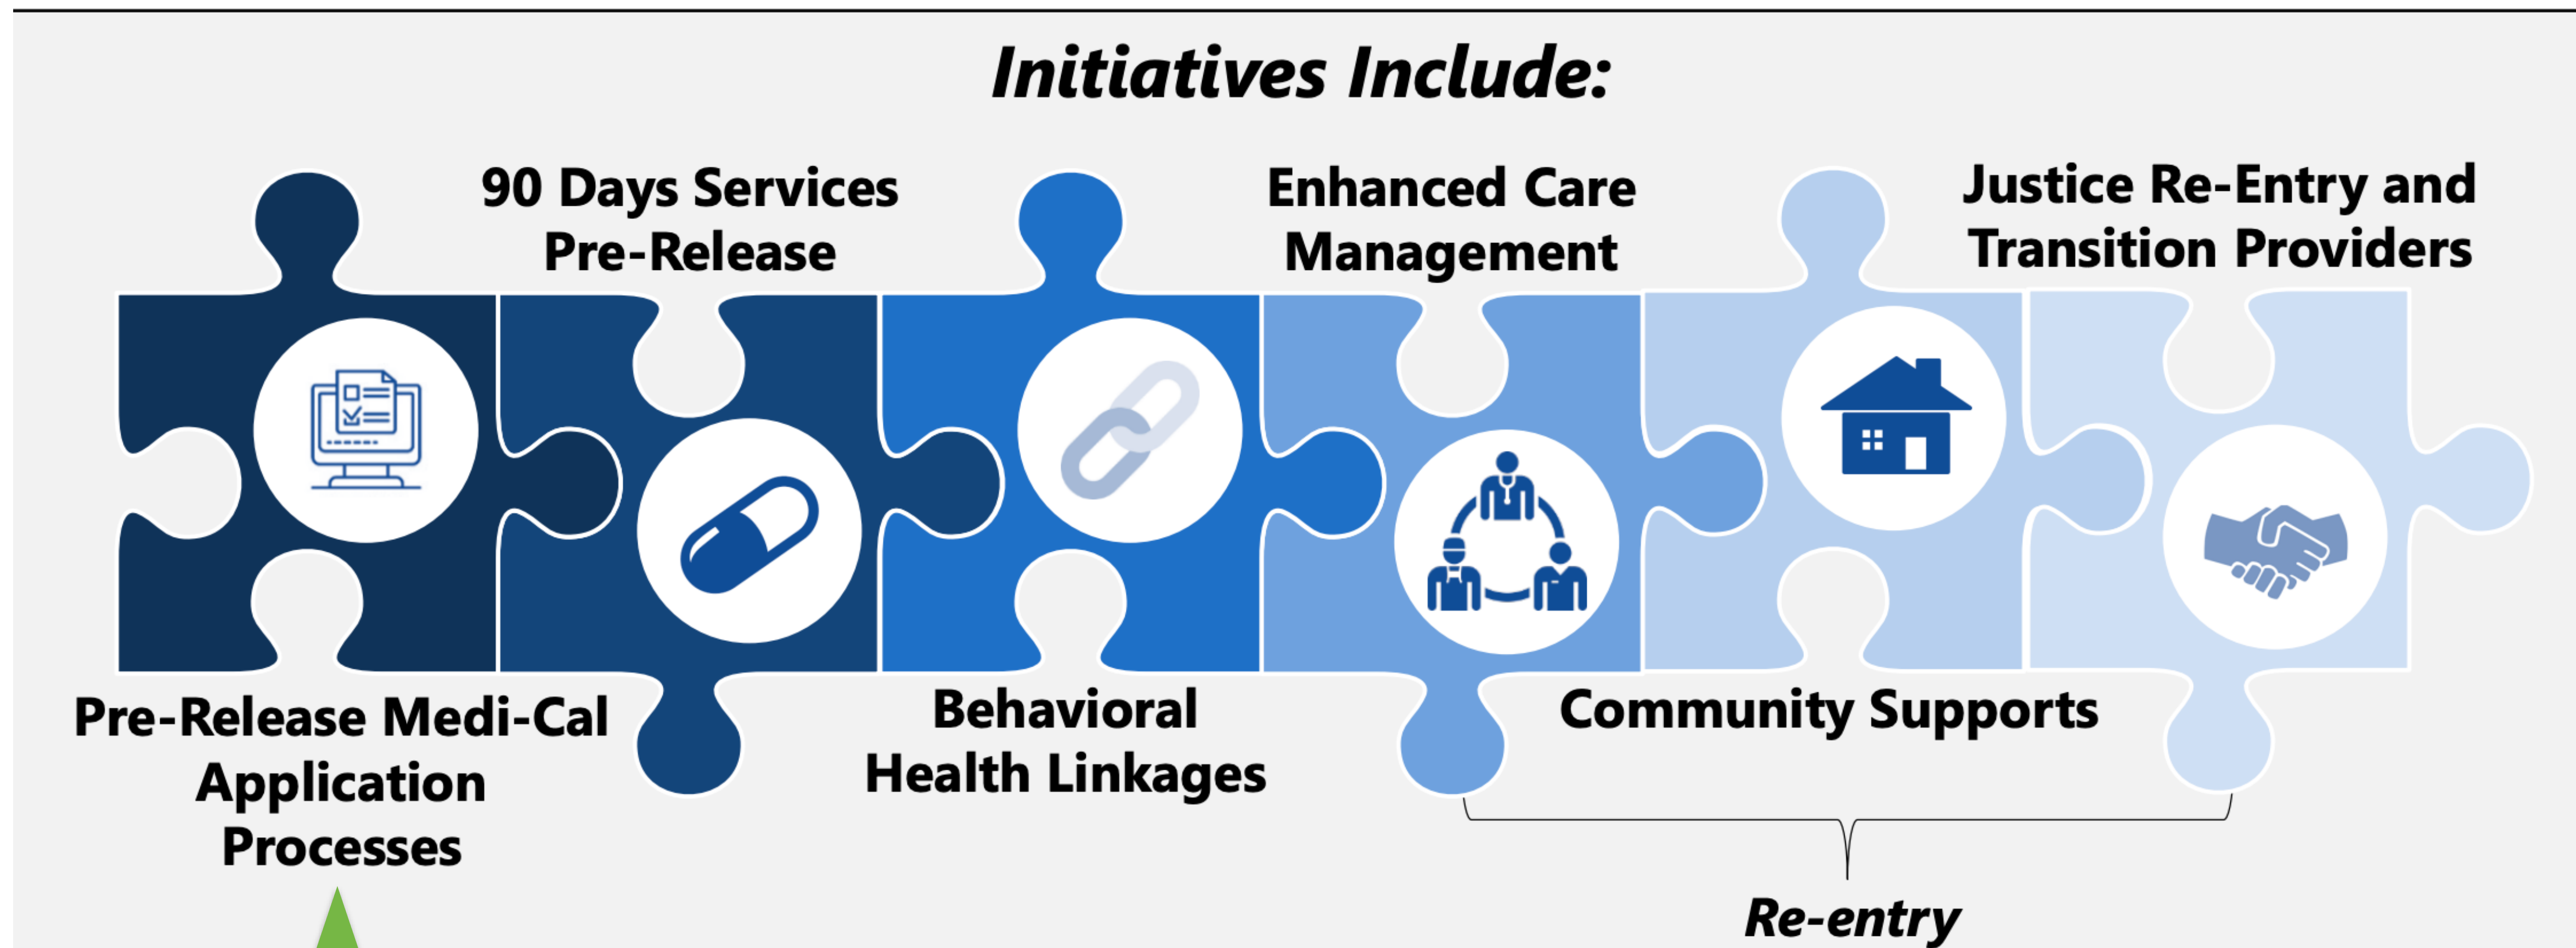 Initiatives Include:
90 Days Services
Pre-Release
Enhanced Care
Management
Justice Re-Entry and
Transition Providers
Pre-Release Medi-Cal
Application
Processes
Behavioral
Health Linkages
Community Supports
Re-entry